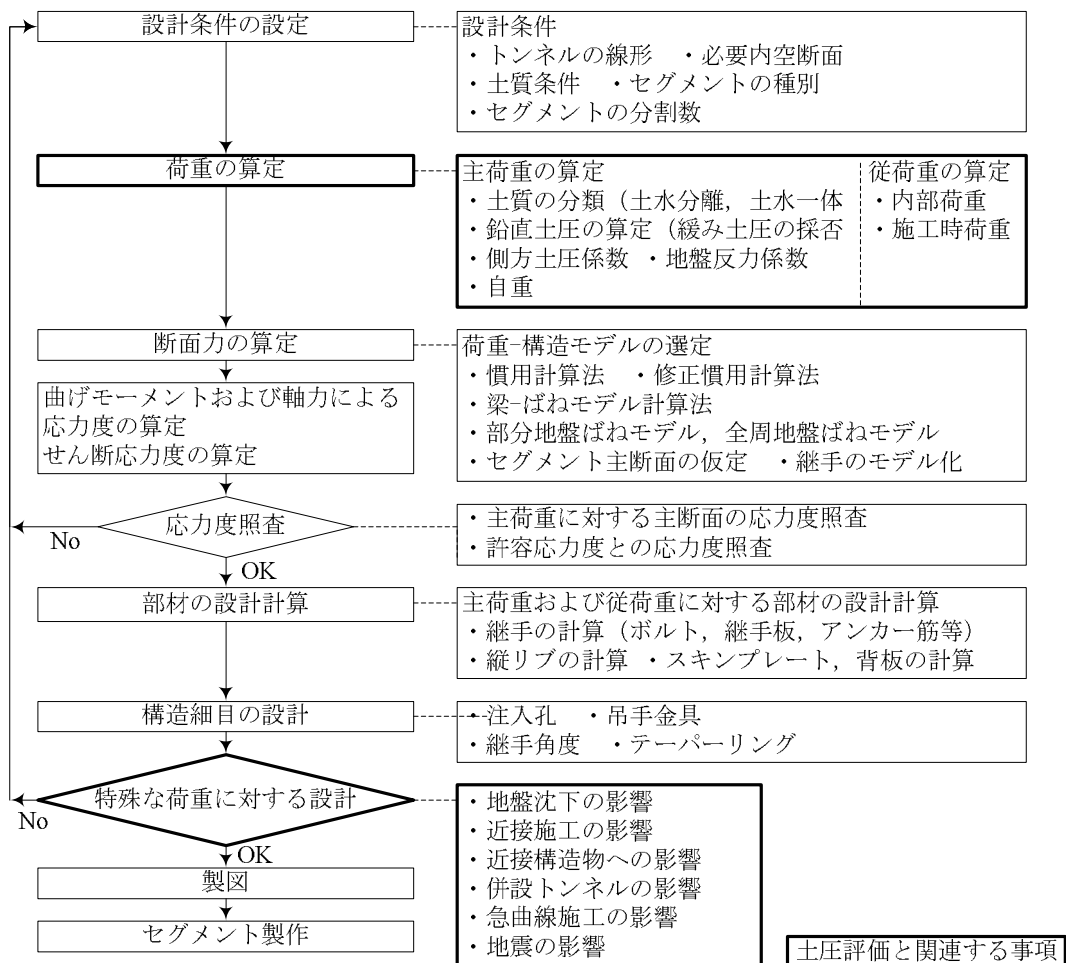 設計条件の設定
設計条件
・トンネルの線形　・必要内空断面
・土質条件　・セグメントの種別
・セグメントの分割数
荷重の算定
主荷重の算定
・土質の分類（土水分離，土水一体
・鉛直土圧の算定（緩み土圧の採否
・側方土圧係数　・地盤反力係数
・自重
従荷重の算定
・内部荷重
・施工時荷重
断面力の算定
荷重-構造モデルの選定
・慣用計算法　・修正慣用計算法
・梁-ばねモデル計算法
・部分地盤ばねモデル，全周地盤ばねモデル
・セグメント主断面の仮定　・継手のモデル化
曲げモーメントおよび軸力による
応力度の算定
せん断応力度の算定
応力度照査
No
OK
・主荷重に対する主断面の応力度照査
・許容応力度との応力度照査
部材の設計計算
主荷重および従荷重に対する部材の設計計算
・継手の計算（ボルト，継手板，アンカー筋等）
・縦リブの計算　・スキンプレート，背板の計算
構造細目の設計
・注入孔　・吊手金具
・継手角度　・テーパーリング
特殊な荷重に対する設計
No
OK
・地盤沈下の影響
・近接施工の影響
・近接構造物への影響
・併設トンネルの影響
・急曲線施工の影響
・地震の影響
製図
セグメント製作
土圧評価と関連する事項